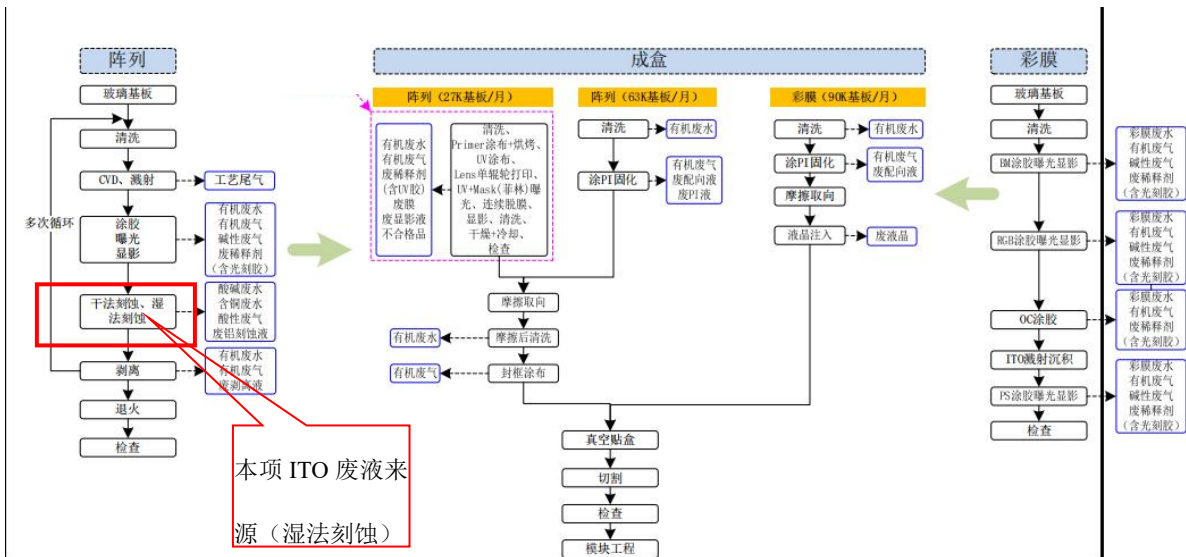 阵列
玻璃基板
清洗
CVD、溅射
工艺尾气
多次循环
涂胶
曝光
显影
有机废水
有机废气
碱性废气
废稀释剂
(含光刻胶)
干法刻蚀、湿
法刻蚀
酸碱废水
含铜废水
酸性废气
废铝刻蚀液
剥离
有机废水
有机废气
废剥离液
退火
检查
本项 ITO 废液来
源（湿法刻蚀）
成盒
阵列（27K基板/月）
有机废水
有机废气
废稀释剂
(含UV胶)
废膜
废显影液
不合格品
清洗、
Primer涂布+烘烤、
UV涂布、
Lens单辊轮打印、
UV+Mask(菲林)曝
光、连续脱膜、
显影、清洗、
干燥+冷却、
检查
阵列（63K基板/月）
清洗
有机废水
涂PI固化
有机废气
废配向液
废PI液
彩膜（90K基板/月）
清洗
有机废水
涂PI固化
有机废气
废配向液
摩擦取向
液晶注入
废液晶
摩擦取向
有机废水
摩擦后清洗
有机废气
封框涂布
真空贴盒
切割
检查
模块工程
彩膜
玻璃基板
清洗
BM涂胶曝光显影
彩膜废水
有机废气
碱性废气
废稀释剂
(含光刻胶)
RGB涂胶曝光显影
彩膜废水
有机废气
碱性废气
废稀释剂
(含光刻胶)
OC涂胶
彩膜废水
有机废气
废稀释剂
(含光刻胶)
ITO溅射沉积
PS涂胶曝光显影
彩膜废水
有机废气
碱性废气
废稀释剂
(含光刻胶)
检查